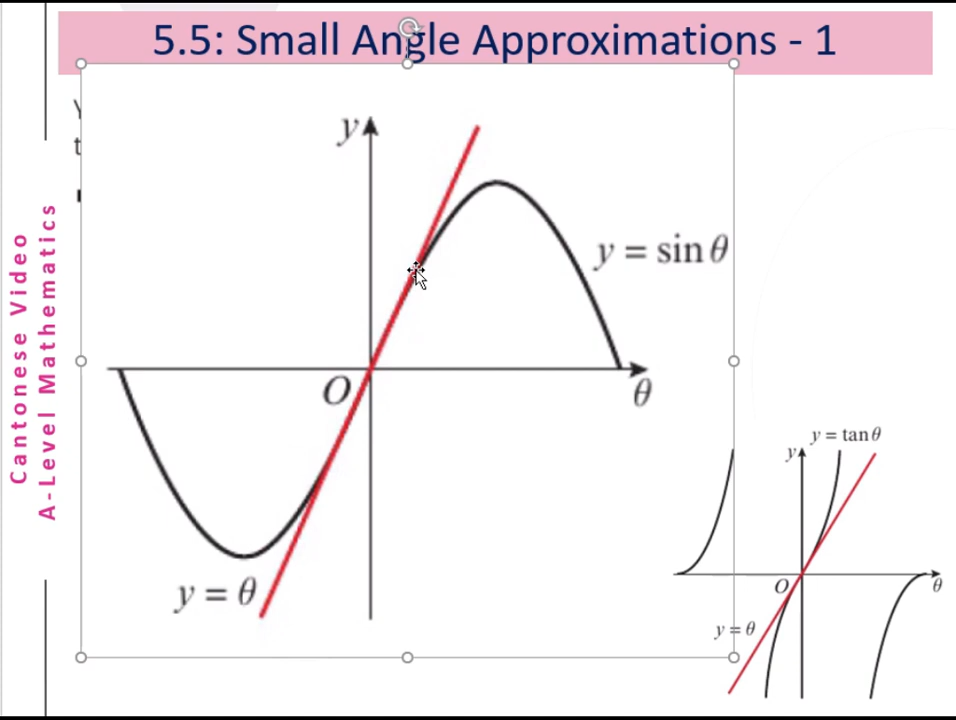 5.5: Small Angle Approximations - 1
Cantonese Video
A-Level Mathematics
y
y = sin θ
O
θ
y = θ
y = tan θ
y
O
θ
y = θ